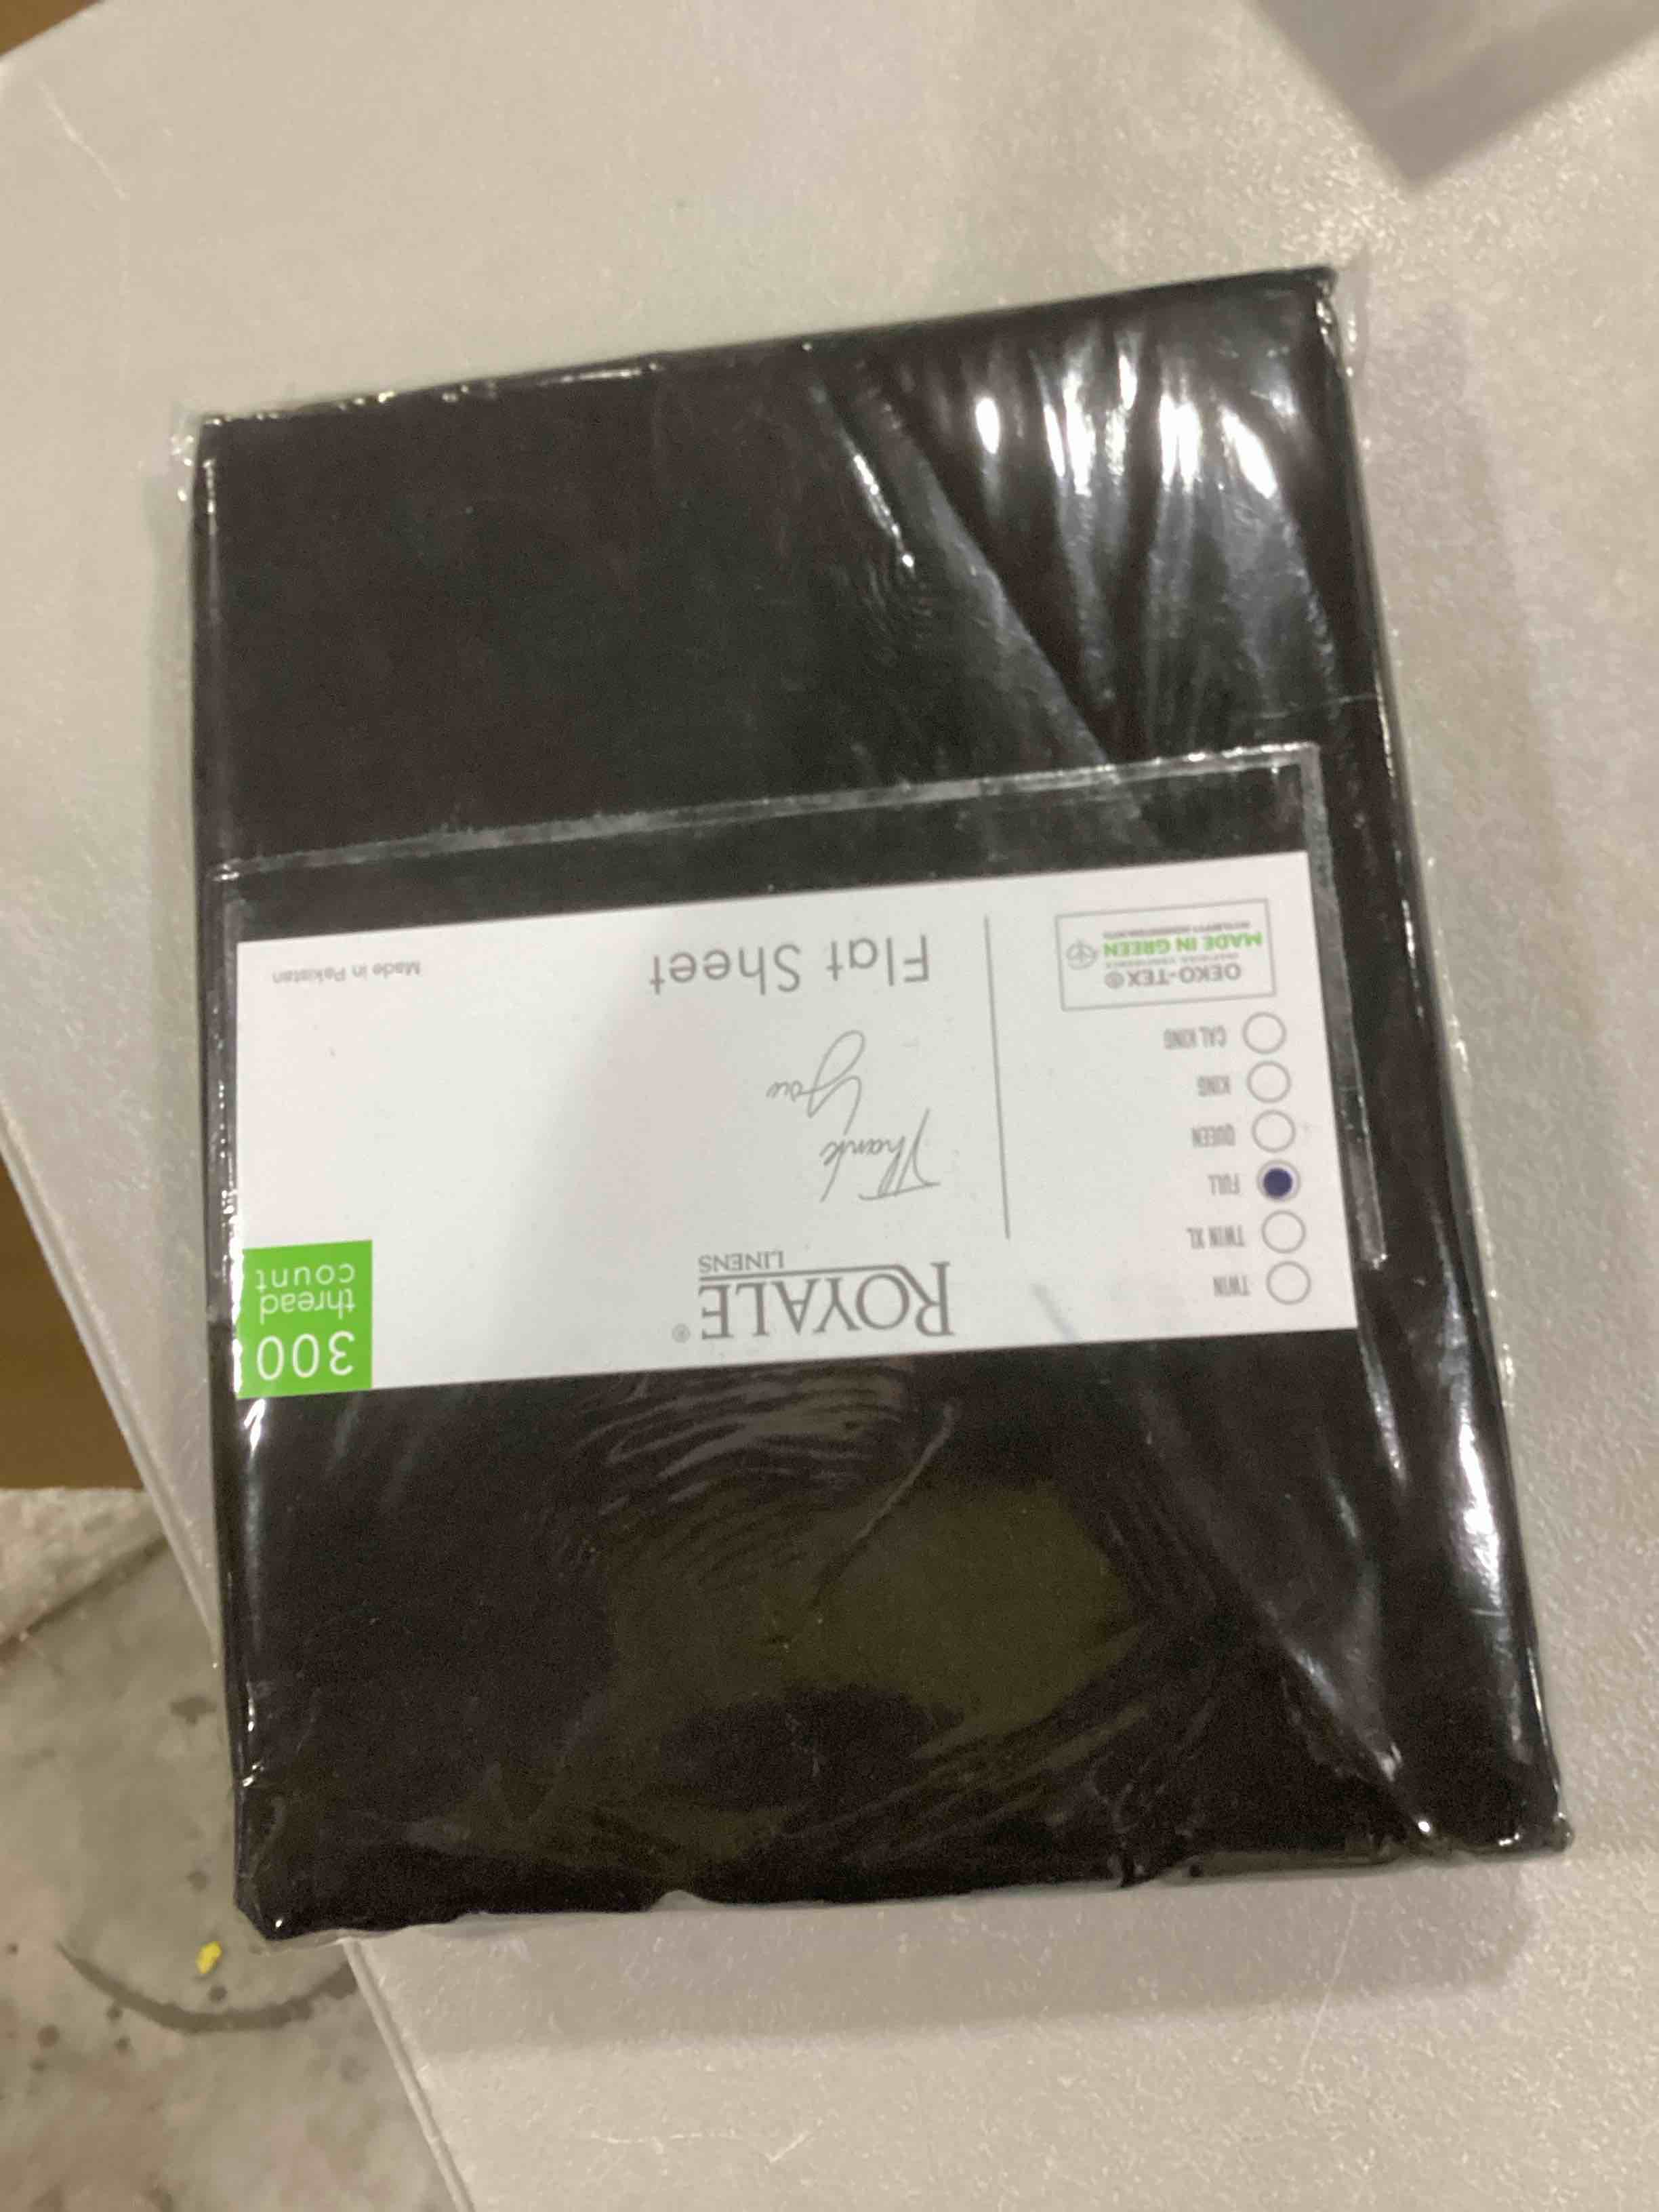 TWIN
TWIN XL
FULL
QUEEN
KING
CAL KING
OEKO-TEX®
MADE IN GREEN
ROYALE®
LINENS
Thank
you
Flat Sheet
300
thread
count
Made in Pakistan